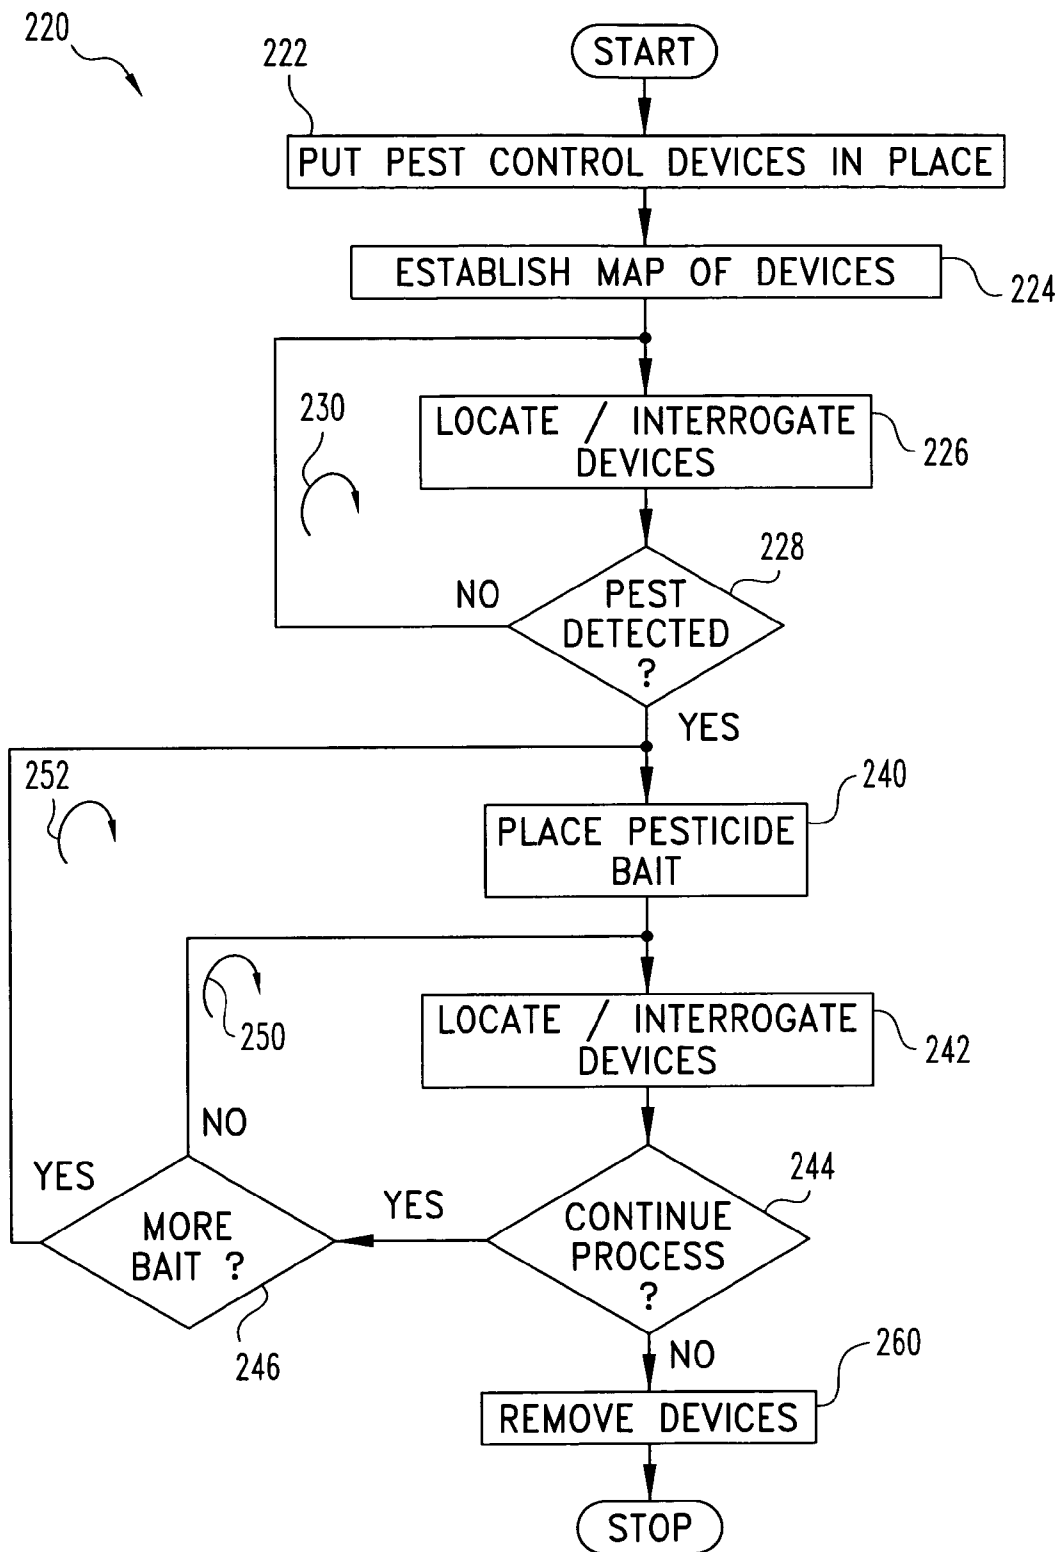 220
START
222
PUT PEST CONTROL DEVICES IN PLACE
ESTABLISH MAP OF DEVICES
224
230
LOCATE / INTERROGATE
DEVICES
226
228
NO
PEST
DETECTED
?
YES
252
240
PLACE PESTICIDE
BAIT
250
LOCATE / INTERROGATE
DEVICES
242
NO
YES
YES
244
MORE
BAIT ?
CONTINUE
PROCESS
?
246
NO
260
REMOVE DEVICES
STOP